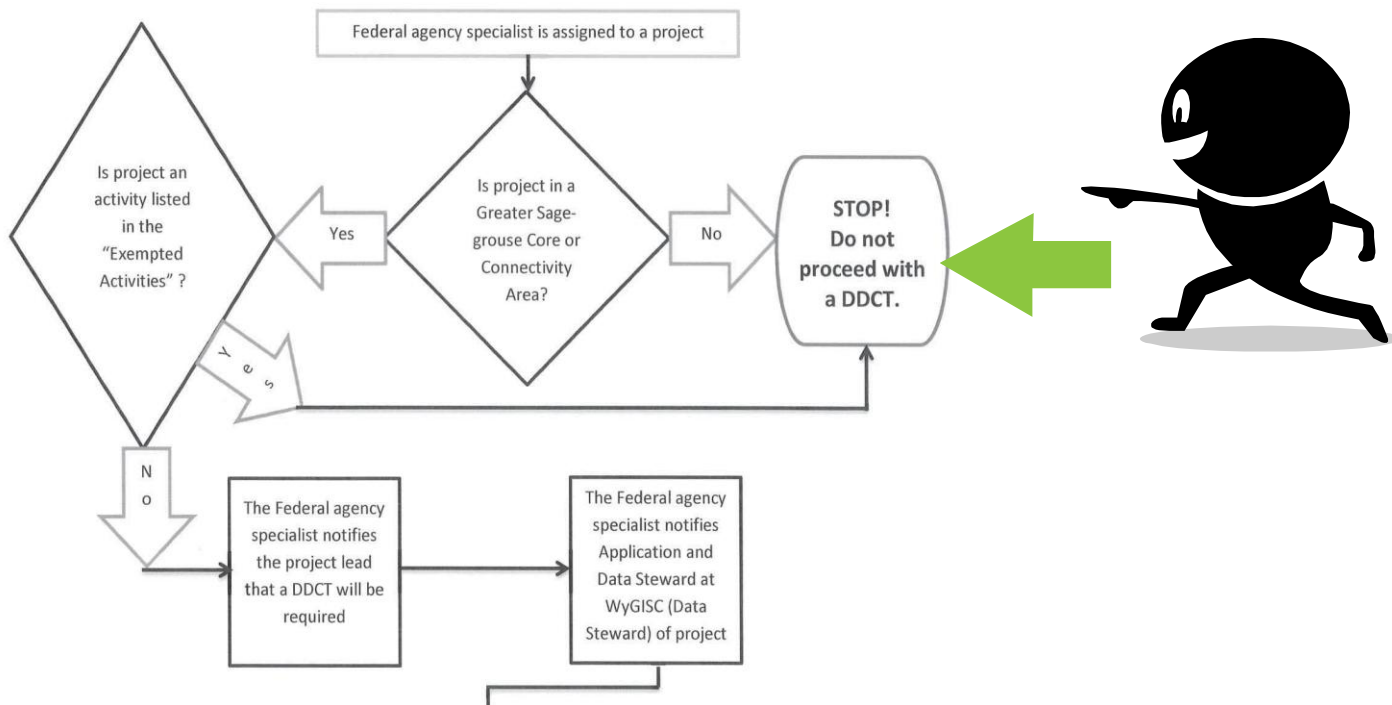 Federal agency specialist is assigned to a project
Is project in a
Greater Sage-
grouse Core or
Connectivity
Area?
Yes
No
Is project an
activity listed
in the
“Exempted
Activities” ?
STOP!
Do not
proceed with
a DDCT.
Yes
No
The Federal agency
specialist notifies
the project lead
that a DDCT will be
required
The Federal agency
specialist notifies
Application and
Data Steward at
WyGISC (Data
Steward) of project